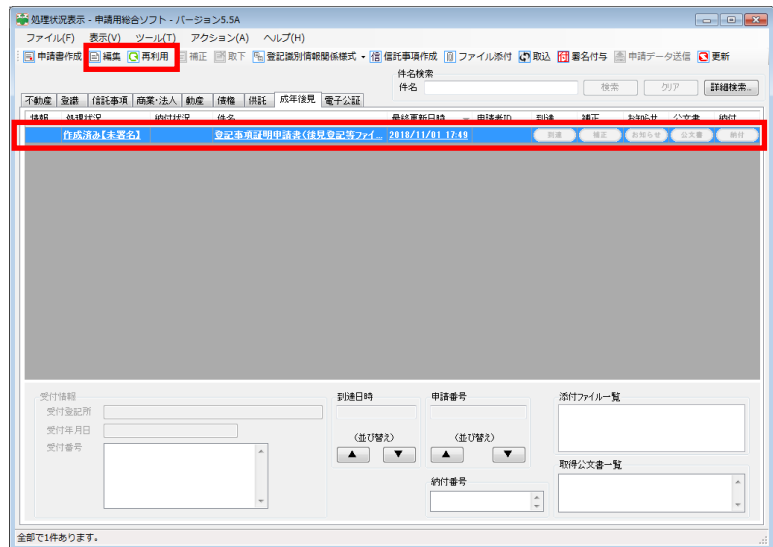 処理状況表示 - 申請用総合ソフト - バージョン5.5A
ファイル(F) 表示(V) ツール(T) アクション(A) ヘルプ(H)
申請書作成 編集 再利用 補正 取下 登記識別情報関係様式 信託事項作成 ファイル添付 取込 署名付与 申請データ送信 更新
件名検索
件名 検索 クリア 詳細検索...
不動産 登識 信託事項 商業・法人 動産 債権 供託 成年後見 電子公証
情報 処理状況 納付状況 件名 最終更新日時 申請者ID 到達 補正 お知らせ 公文書 納付
作成済み【未署名】 登記事項証明申請書(後見登記等ファイ... 2018/11/01 17:49 到達 補正 お知らせ 公文書 納付
受付情報 到達日時 申請番号 添付ファイル一覧
受付登記所
受付年月日
受付番号
(並び替え) (並び替え)
▲ ▼ ▲ ▼
取得公文書一覧
納付番号
全部で1件あります。